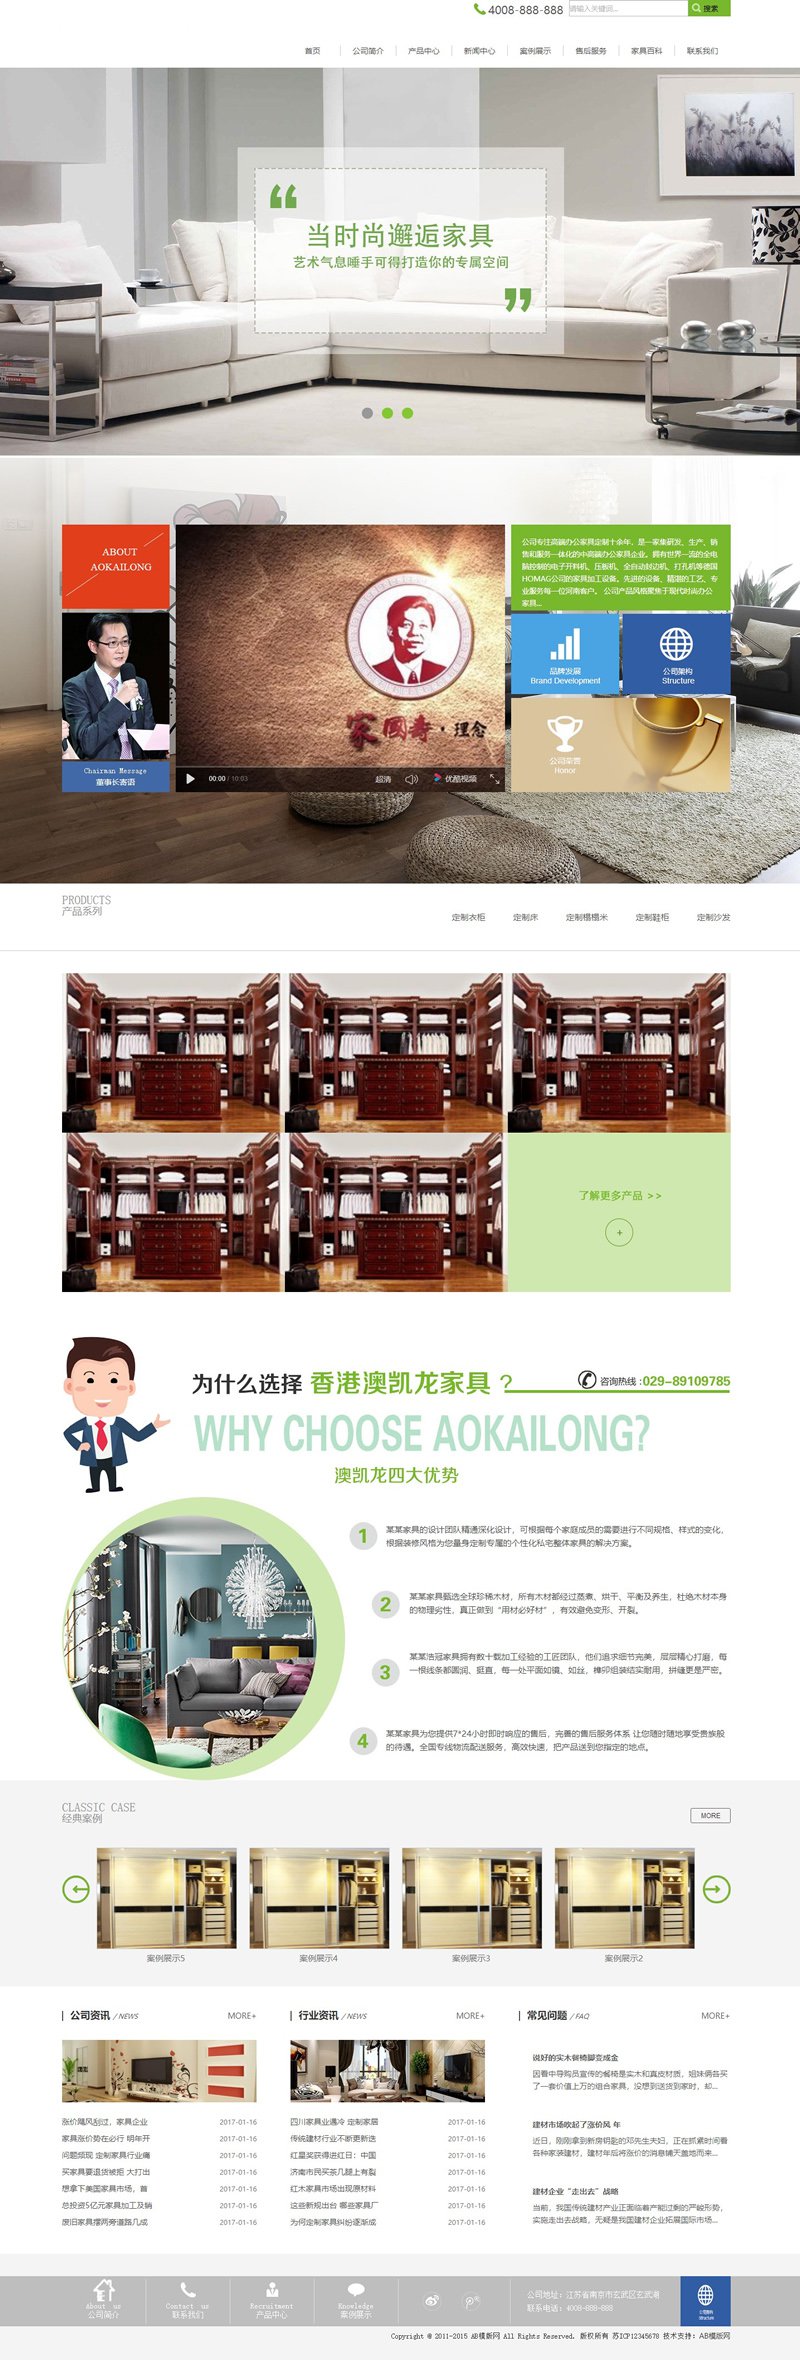 4008-888-888 请输入关键词... 搜索
首页 公司简介 产品中心 新闻中心 案例展示 售后服务 家具百科 联系我们
当时尚邂逅家具
艺术气息唾手可得打造你的专属空间
ABOUT
AOKAILONG
Chairman Message
董事长寄语
家国寿·理念
00:00 / 10:03 超清 优酷视频
公司专注高端办公家具定制十余年，是一家集研发、生产、销
售和服务一体化的中高端办公家具企业。拥有世界一流的全电
脑控制的电子开料机、压板机、全自动封边机、打孔机等德国
HOMAG公司的家具加工设备。先进的设备、精湛的工艺、专
业服务每一位河南客户。公司产品风格聚焦于现代时尚办公
家具...
品牌发展
Brand Development
公司架构
Structure
公司荣誉
Honor
PRODUCTS
产品系列
定制衣柜 定制床 定制榻榻米 定制鞋柜 定制沙发
了解更多产品 >>
+
为什么选择 香港澳凯龙家具 ?
咨询热线 :029-89109785
WHY CHOOSE AOKAILONG?
澳凯龙四大优势
1 某某家具的设计团队精通深化设计，可根据每个家庭成员的需要进行不同规格、样式的变化，
根据装修风格为您量身定制专属的个性化私宅整体家具的解决方案。
2 某某家具甄选全球珍稀木材，所有木材都经过蒸煮、烘干、平衡及养生，杜绝木材本身
的物理劣性，真正做到“用材必好材”，有效避免变形、开裂。
3 某某浩冠家具拥有数十载加工经验的工匠团队，他们追求细节完美，层层精心打磨，每
一根线条都圆润、挺直，每一处平面如镜、如丝，榫卯组装结实耐用，拼缝更是严密。
4 某某家具为您提供7*24小时即时响应的售后，完善的售后服务体系 让您随时随地享受贵族般
的待遇。全国专线物流配送服务，高效快速，把产品送到您指定的地点。
CLASSIC CASE
经典案例
MORE
案例展示5 案例展示4 案例展示3 案例展示2
公司资讯 / NEWS MORE+
涨价飓风刮过，家具企业 2017-01-16
家具涨价势在必行 明年开 2017-01-16
问题频现 定制家具行业痛 2017-01-16
买家具要退货被拒 大打出 2017-01-16
想拿下美国家具市场，首 2017-01-16
总投资5亿元家具加工及销 2017-01-16
废旧家具摆两旁道路几成 2017-01-16
行业资讯 / NEWS MORE+
四川家具业遇冷 定制家居 2017-01-16
传统建材行业不断更新迭 2017-01-16
红星奖获得进红日：中国 2017-01-16
济南市民买茶几腿上有裂 2017-01-16
红木家具市场出现原材料 2017-01-16
这些新规出台 哪些家具厂 2017-01-16
为何定制家具纠纷逐渐成 2017-01-16
常见问题 / FAQ MORE+
说好的实木餐椅脚变成金
因看中导购员宣传的餐椅是实木和真皮材质，姐妹俩各买
了一套价值上万的组合家具，没想到送货到家时，却...
建材市场吹起了涨价风 年
近日，刚刚拿到新房钥匙的邓先生夫妇，正在抓紧时间看
各种家装建材，建材年后将涨价的消息铺天盖地而来...
建材企业“走出去”战略
当前，我国传统建材产业正面临着产能过剩的严峻形势，
实施走出去战略，无疑是我国建材企业拓展国际市场...
About us
公司简介
Contact us
联系我们
Recruitment
产品中心
Knowledge
案例展示
公司地址：江苏省南京市玄武区玄武湖
联系电话：4008-888-888
公司架构
Structure
Copyright @ 2011-2015 AB模版网 All Rights Reserved. 版权所有 苏ICP12345678 技术支持：AB模版网